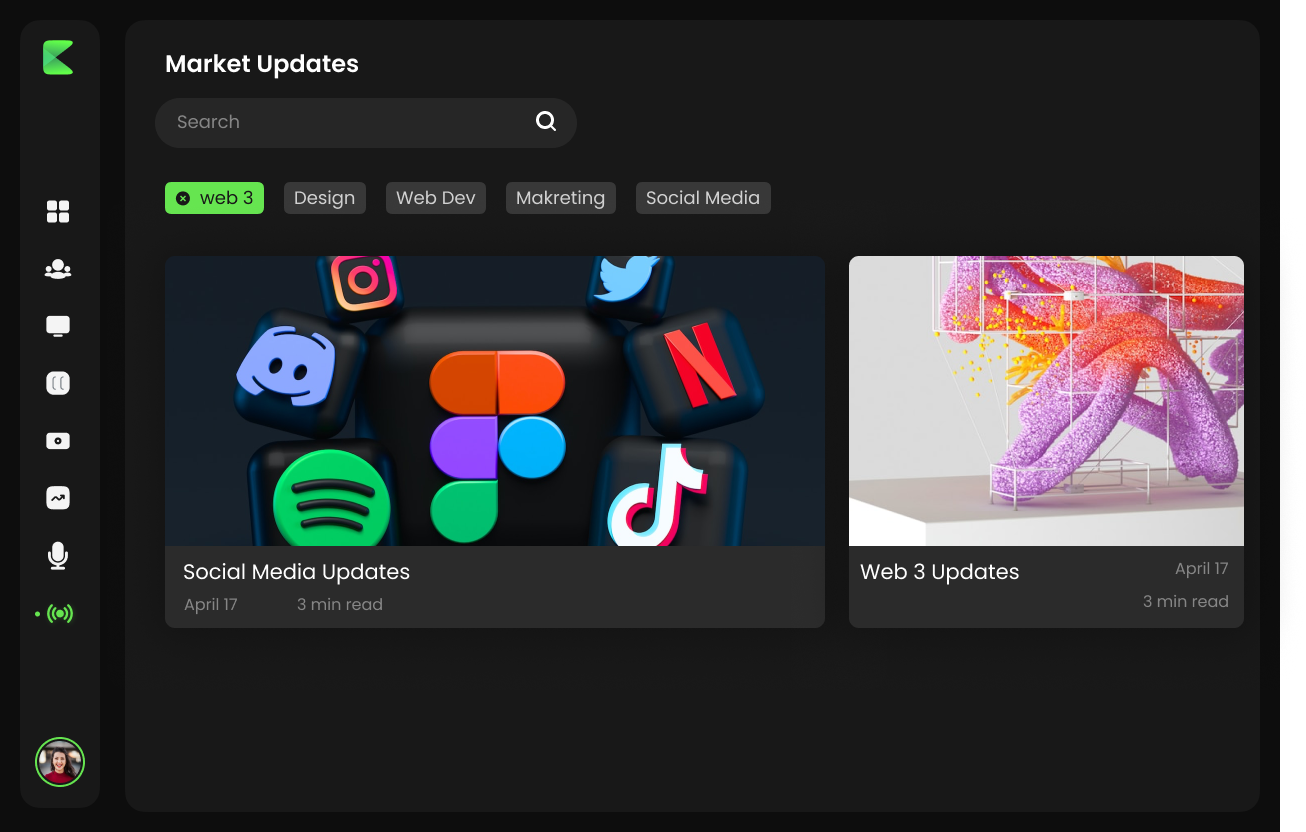 Market Updates
Search
web 3
Design
Web Dev
Makreting
Social Media
Social Media Updates
April 17
3 min read
Web 3 Updates
April 17
3 min read